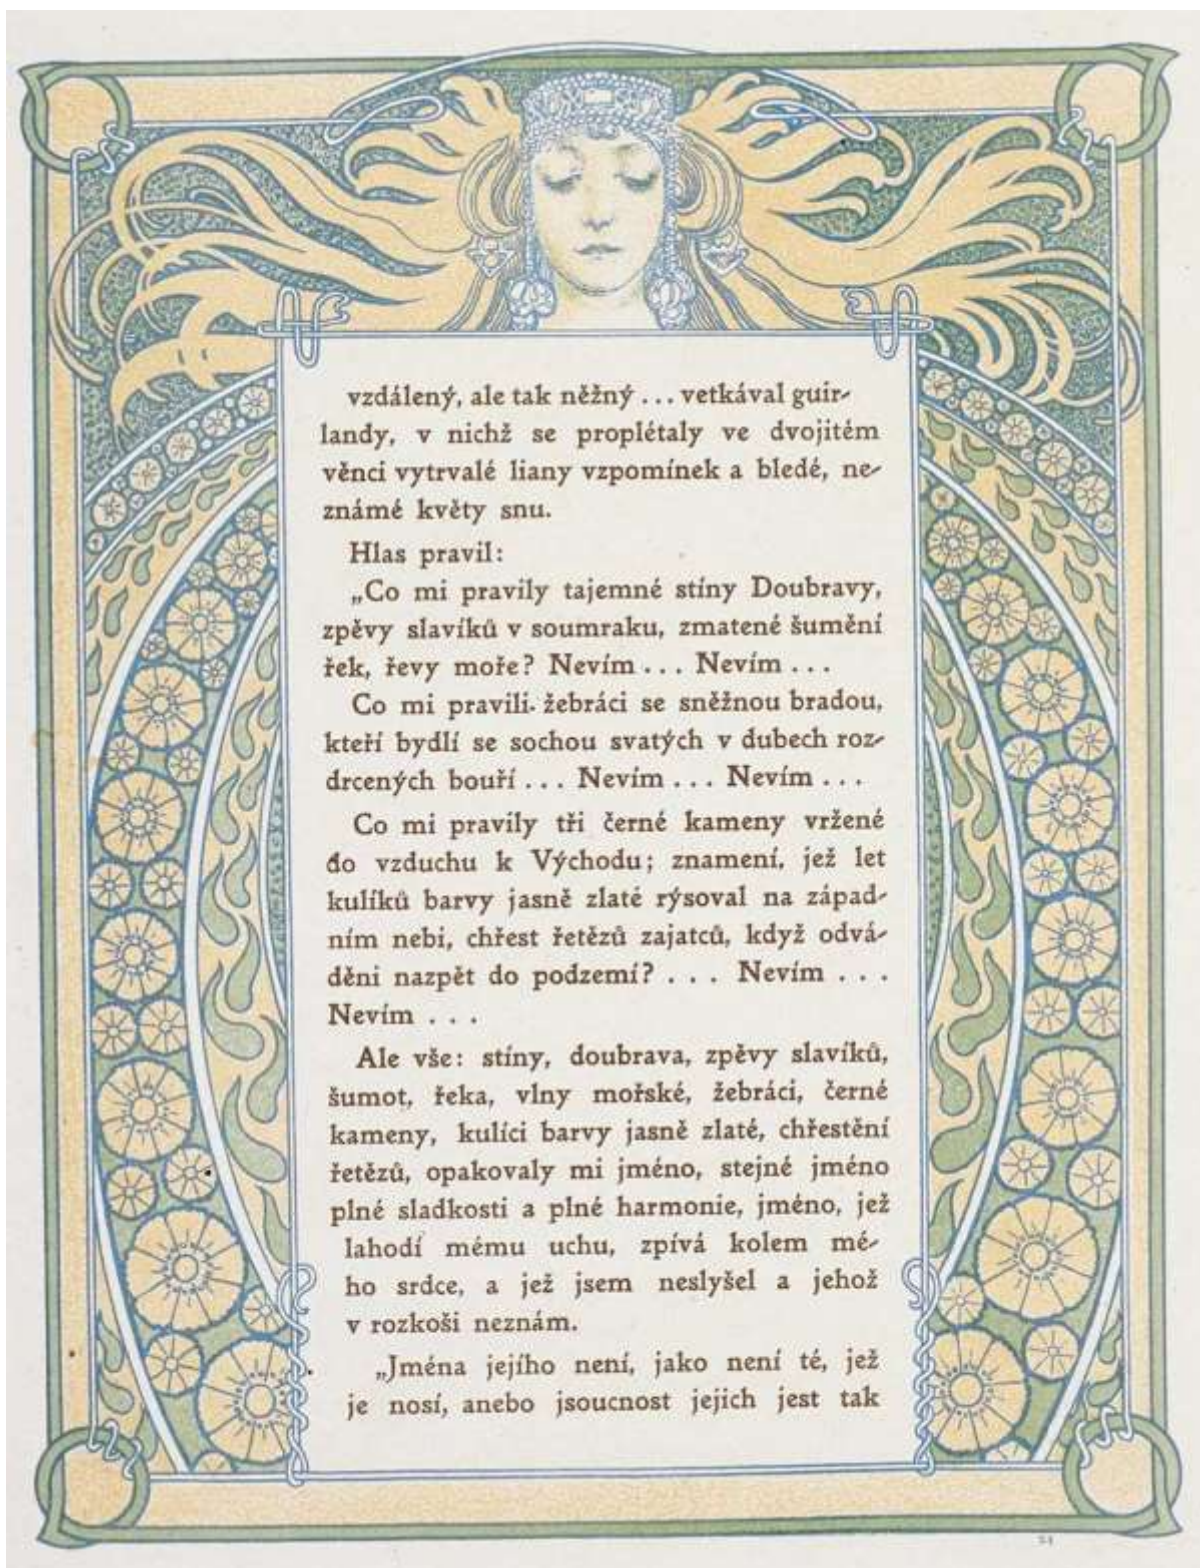 vzdálený, ale tak něžný ... vetkával guir-
landy, v nichž se proplétaly ve dvojitém
věnci vytrvalé liany vzpomínek a bledé, ne-
známé květy snu.
Hlas pravil:
„Co mi pravily tajemné stíny Doubravy,
zpěvy slavíků v soumraku, zmatené šumění
řek, řevy moře? Nevím ... Nevím ...
Co mi pravili žebráci se sněžnou bradou,
kteří bydlí se sochou svatých v dubech roz-
drcených bouří ... Nevím ... Nevím ...
Co mi pravily tři černé kameny vržené
do vzduchu k Východu; znamení, jež let
kulíků barvy jasně zlaté rýsoval na západ-
ním nebi, chřest řetězů zajatců, když odvá-
děni nazpět do podzemí? . . . Nevím . . .
Nevím . . .
Ale vše: stíny, doubrava, zpěvy slavíků,
šumot, řeka, vlny mořské, žebráci, černé
kameny, kulíci barvy jasně zlaté, chřestění
řetězů, opakovaly mi jméno, stejné jméno
plné sladkosti a plné harmonie, jméno, jež
lahodí mému uchu, zpívá kolem mé-
ho srdce, a jež jsem neslyšel a jehož
v rozkoši neznám.
„Jména jejího není, jako není té, jež
je nosí, anebo jsoucnost jejich jest tak